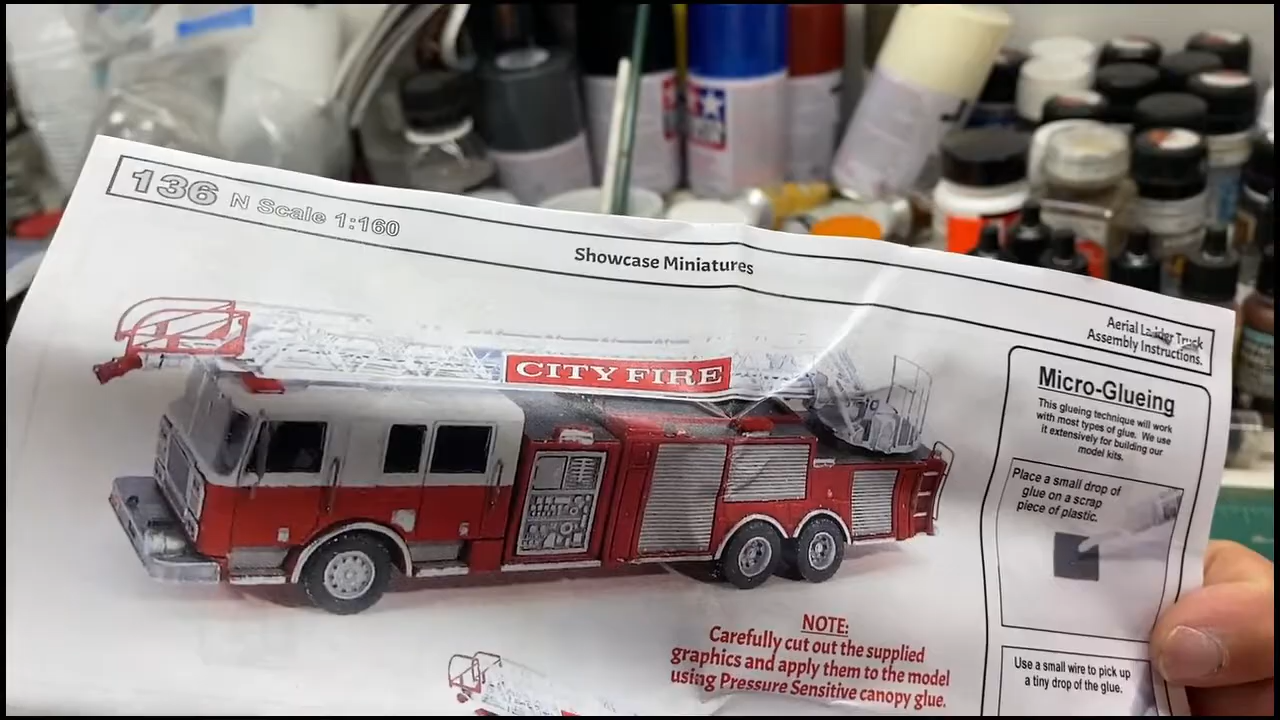 136 N Scale 1:160
Showcase Miniatures
Aerial Ladder Truck
Assembly Instructions.
CITY FIRE
Micro-Glueing
This glueing technique will work
with most types of glue. We use
it extensively for building our
model kits.
Place a small drop of
glue on a scrap
piece of plastic.
NOTE:
Carefully cut out the supplied
graphics and apply them to the model
using Pressure Sensitive canopy glue.
Use a small wire to pick up
a tiny drop of the glue.